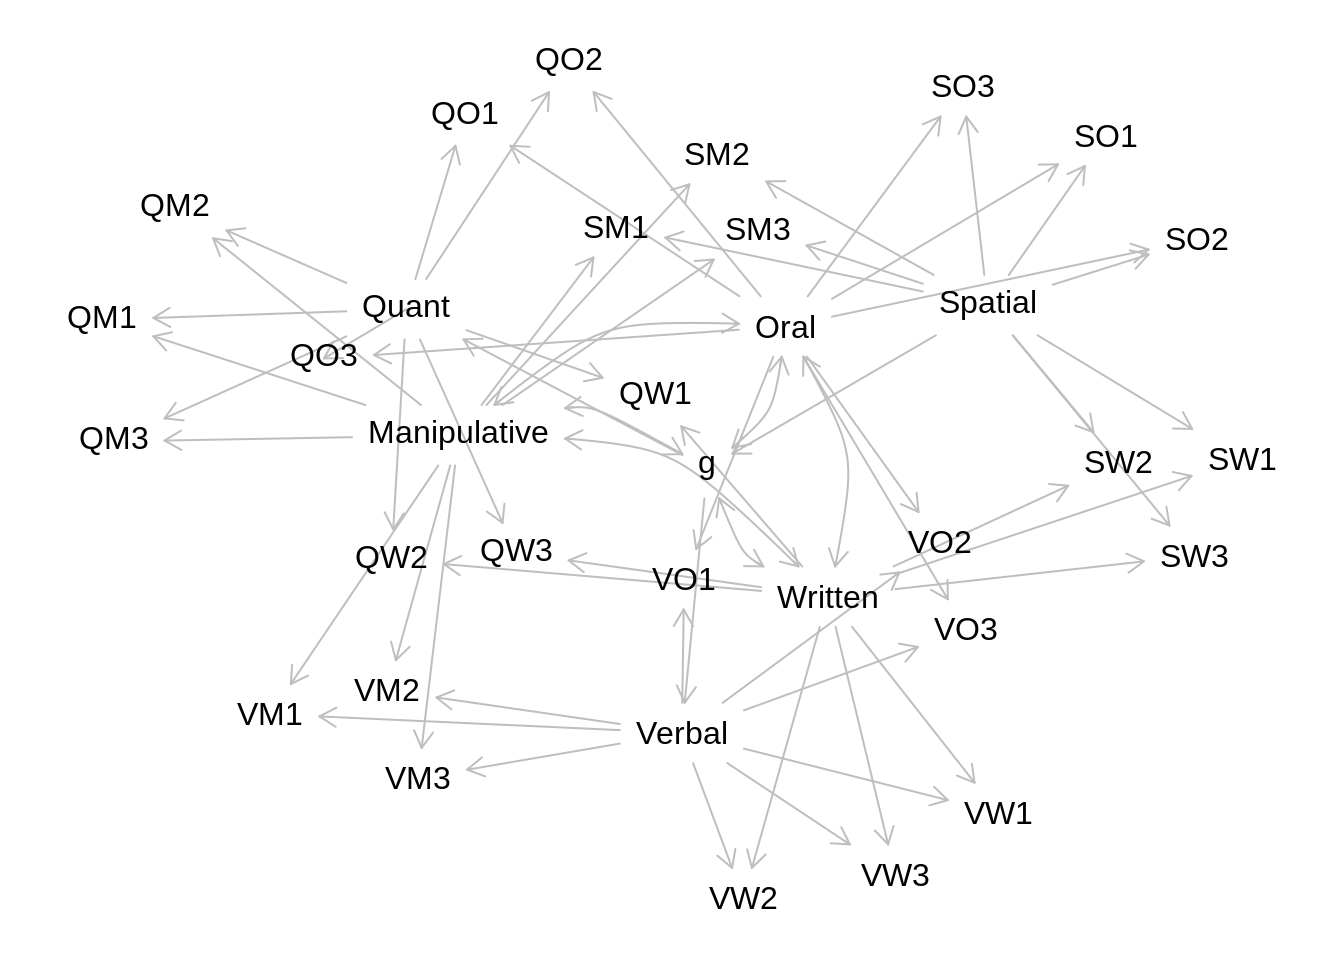 QO2
SO3
QO1
SO1
SM2
QM2
SM1
SM3
SO2
Quant
Spatial
QM1
Oral
QO3
QW1
QM3
Manipulative
g
SW2
SW1
QW2
QW3
VO2
SW3
VO1
Written
VO3
VM2
VM1
Verbal
VM3
VW1
VW3
VW2